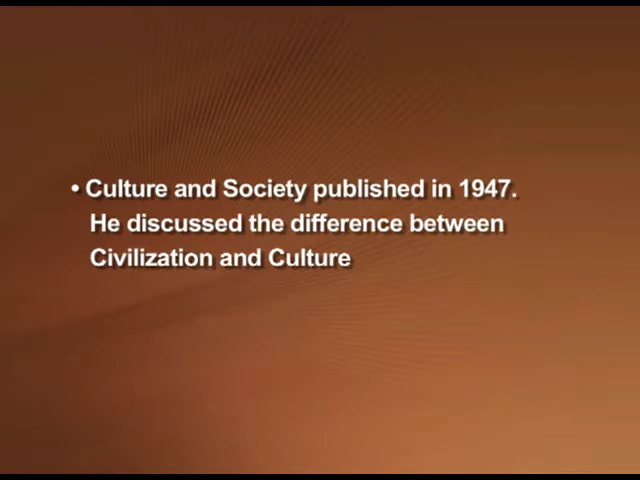 • Culture and Society published in 1947.
He discussed the difference between
Civilization and Culture